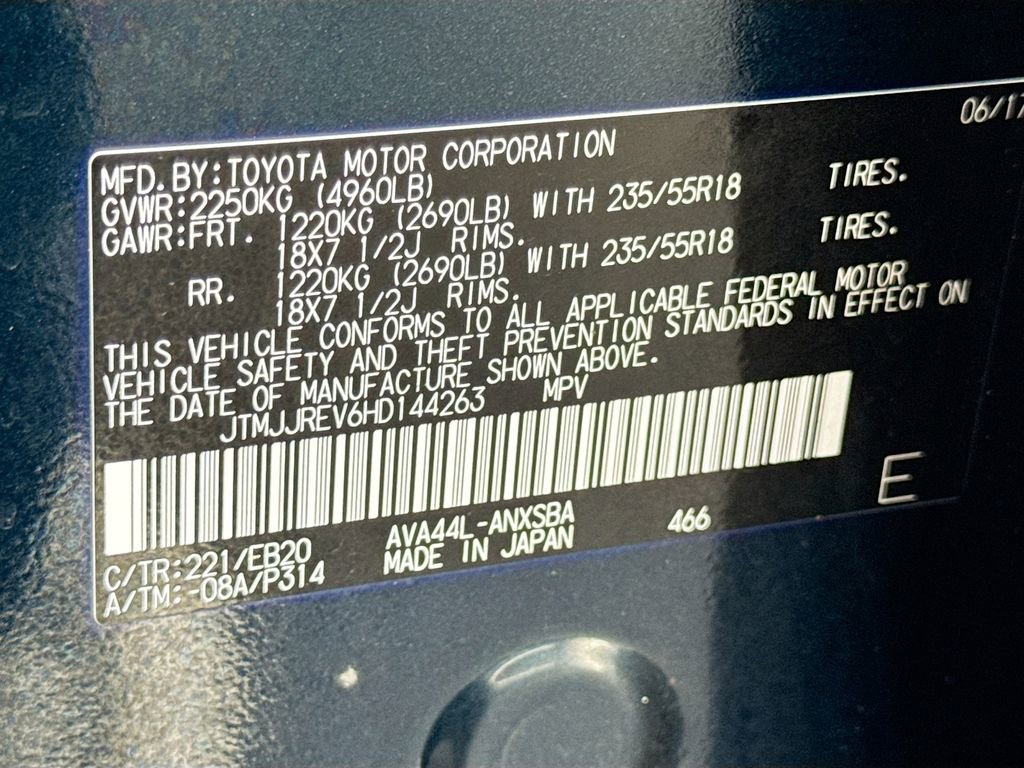 06/17
MFD.BY:TOYOTA MOTOR CORPORATION
GVWR:2250KG (4960LB)
GAWR:FRT. 1220KG (2690LB) WITH 235/55R18 TIRES.
18X7 1/2J RIMS.
RR. 1220KG (2690LB) WITH 235/55R18 TIRES.
18X7 1/2J RIMS.
THIS VEHICLE CONFORMS TO ALL APPLICABLE FEDERAL MOTOR
VEHICLE SAFETY AND THEFT PREVENTION STANDARDS IN EFFECT ON
THE DATE OF MANUFACTURE SHOWN ABOVE.
JTMJJREV6HD144263 MPV
E
C/TR:221/EB20 AVA44L-ANXSBA 466
A/TM:-08A/P314 MADE IN JAPAN